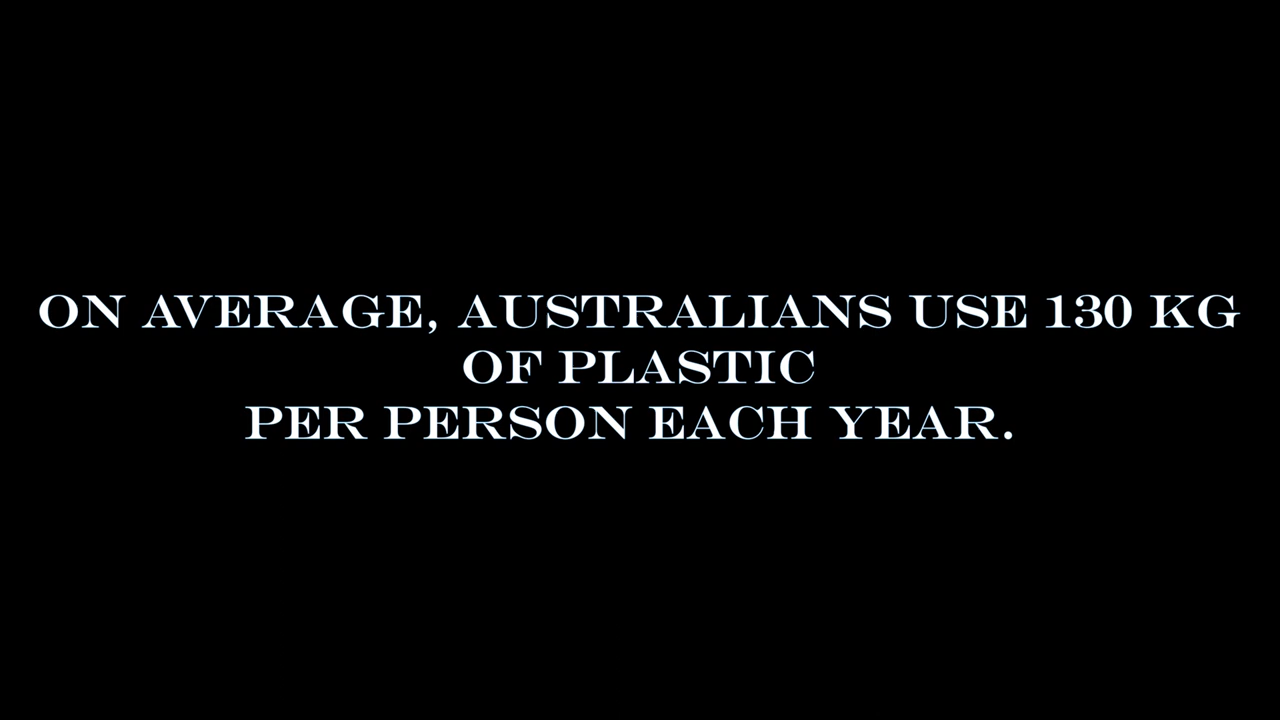 ON AVERAGE, AUSTRALIANS USE 130 KG
OF PLASTIC
PER PERSON EACH YEAR.